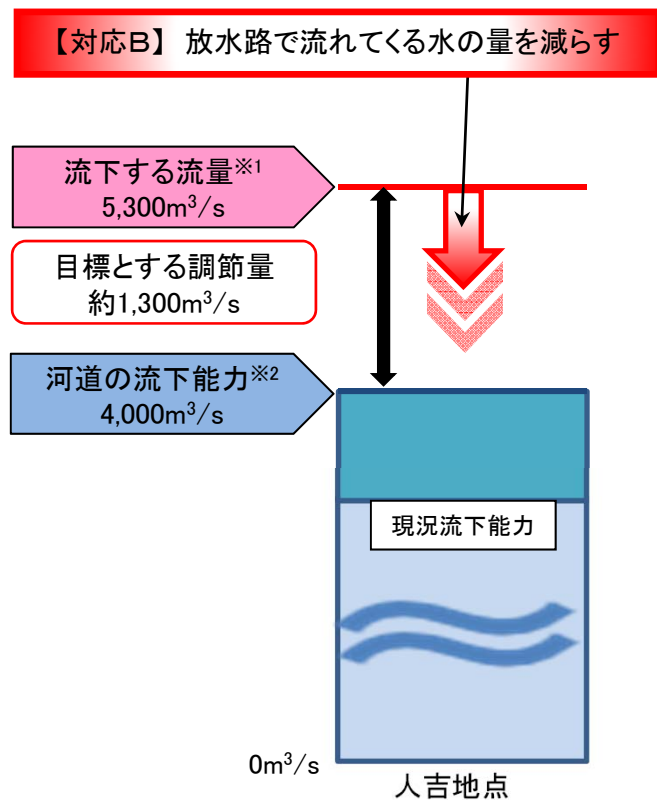 【対応B】 放水路で流れてくる水の量を減らす
流下する流量※1
5,300m³/s
目標とする調節量
約1,300m³/s
河道の流下能力※2
4,000m³/s
現況流下能力
0m³/s
人吉地点